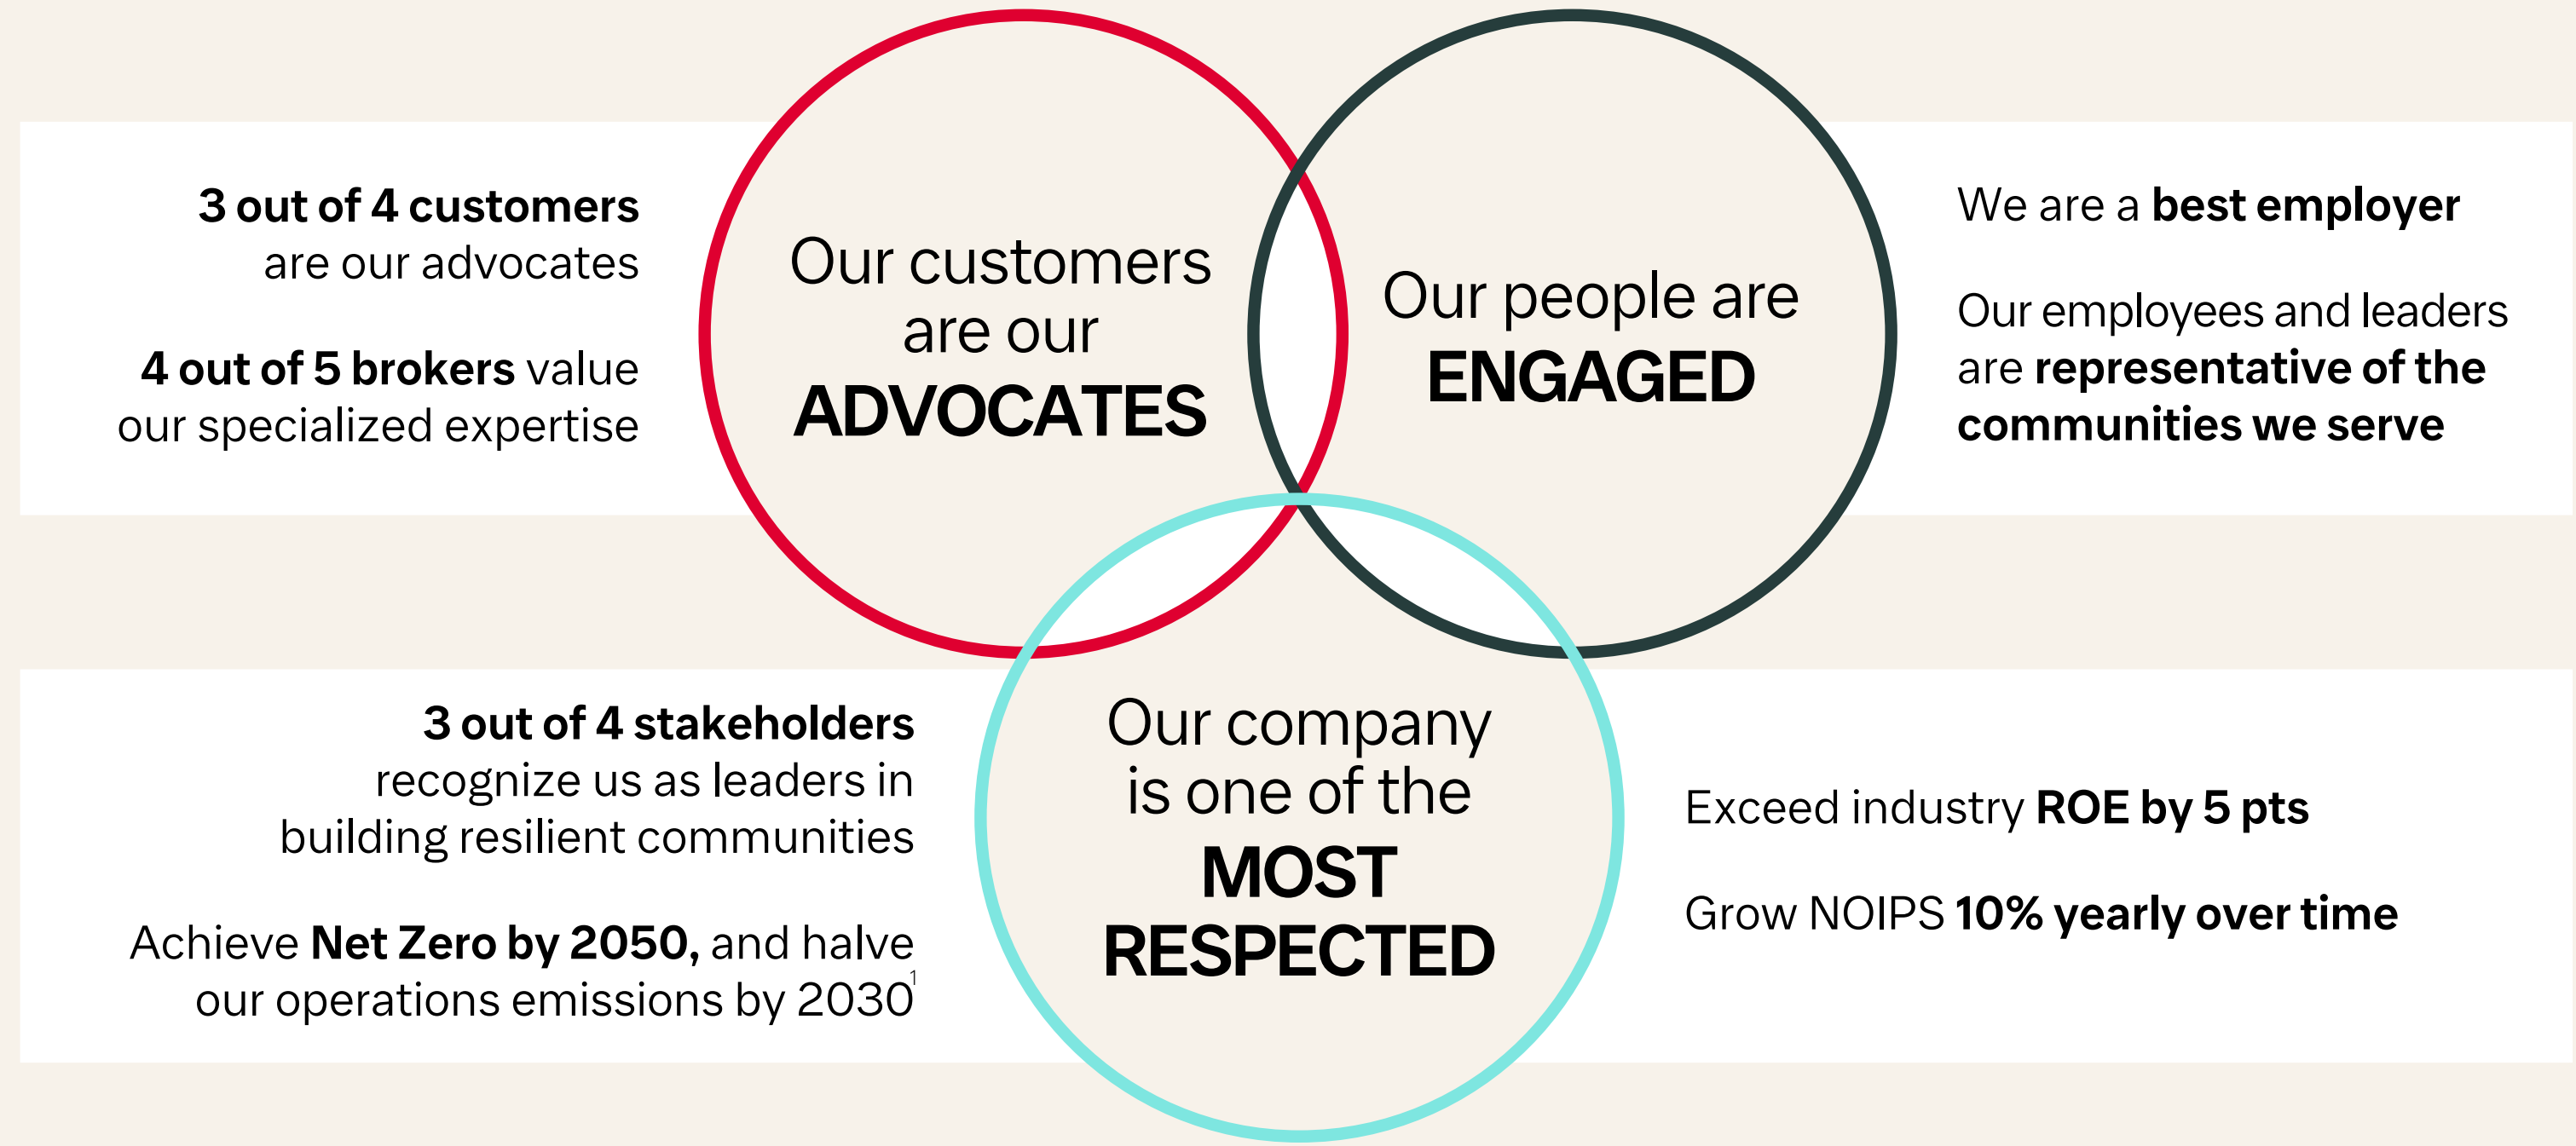 3 out of 4 customers
are our advocates
4 out of 5 brokers value
our specialized expertise
Our customers
are our
ADVOCATES
Our people are
ENGAGED
We are a best employer
Our employees and leaders
are representative of the
communities we serve
3 out of 4 stakeholders
recognize us as leaders in
building resilient communities
Achieve Net Zero by 2050, and halve
our operations emissions by 2030¹
Our company
is one of the
MOST
RESPECTED
Exceed industry ROE by 5 pts
Grow NOIPS 10% yearly over time